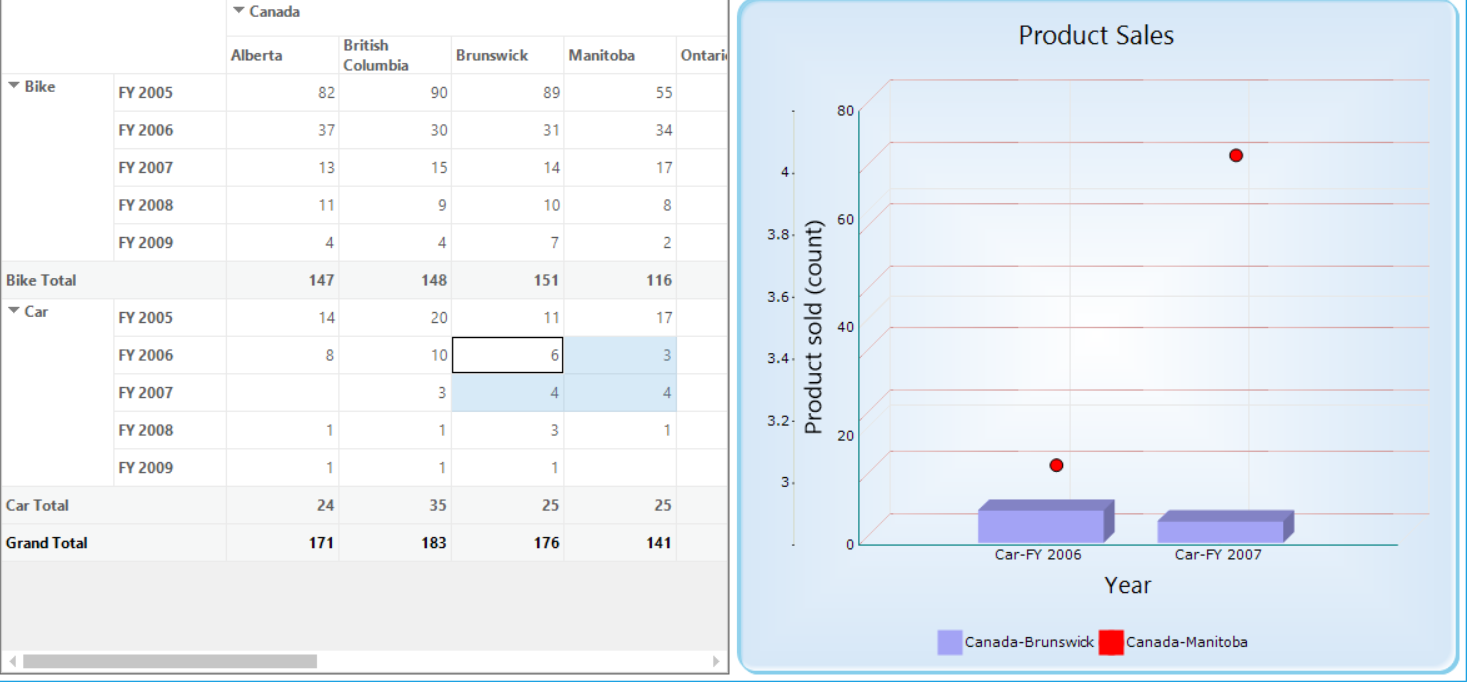 Canada
Alberta British Columbia Brunswick Manitoba
Bike FY 2005 82 90 89 55
FY 2006 37 30 31 34
FY 2007 13 15 14 17
FY 2008 11 9 10 8
FY 2009 4 4 7 2
Bike Total 147 148 151 116
Car FY 2005 14 20 11 17
FY 2006 8 10 6 3
FY 2007 3 4 4
FY 2008 1 1 3 1
FY 2009 1 1 1
Car Total 24 35 25 25
Grand Total 171 183 176 141
Product Sales
4
3.8
3.6
3.4
3.2
3
Product sold (count)
80
60
40
20
0
Car-FY 2006 Car-FY 2007
Year
Canada-Brunswick Canada-Manitoba